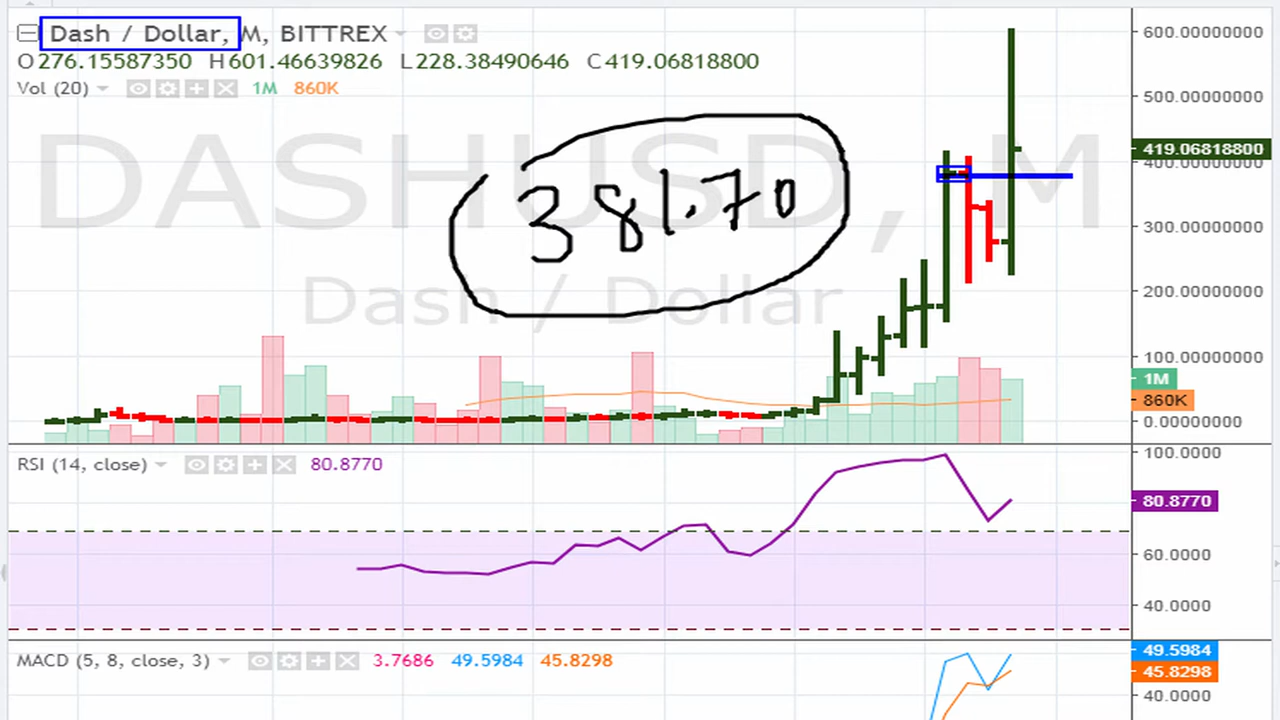 Dash / Dollar, M, BITTREX
O276.15587350 H601.46639826 L228.38490646 C419.06818800
Vol (20) 1M 860K
DASHUSD, M
Dash / Dollar
381.70
600.00000000
500.00000000
419.06818800
400.00000000
300.00000000
200.00000000
100.00000000
1M
860K
0.00000000
RSI (14, close) 80.8770
100.0000
80.8770
60.0000
40.0000
MACD (5, 8, close, 3) 3.7686 49.5984 45.8298
49.5984
45.8298
40.0000